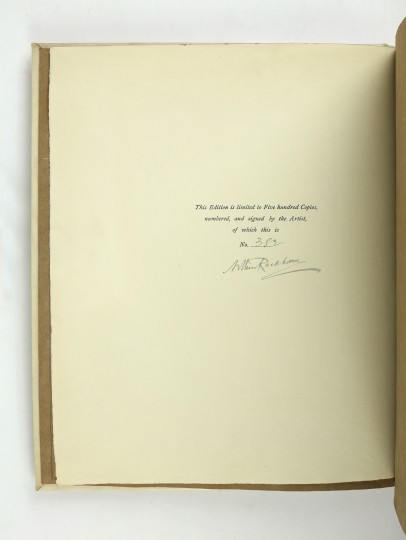 This Edition is limited to Five hundred Copies,
numbered, and signed by the Artist,
of which this is
No.
Arthur Rackham